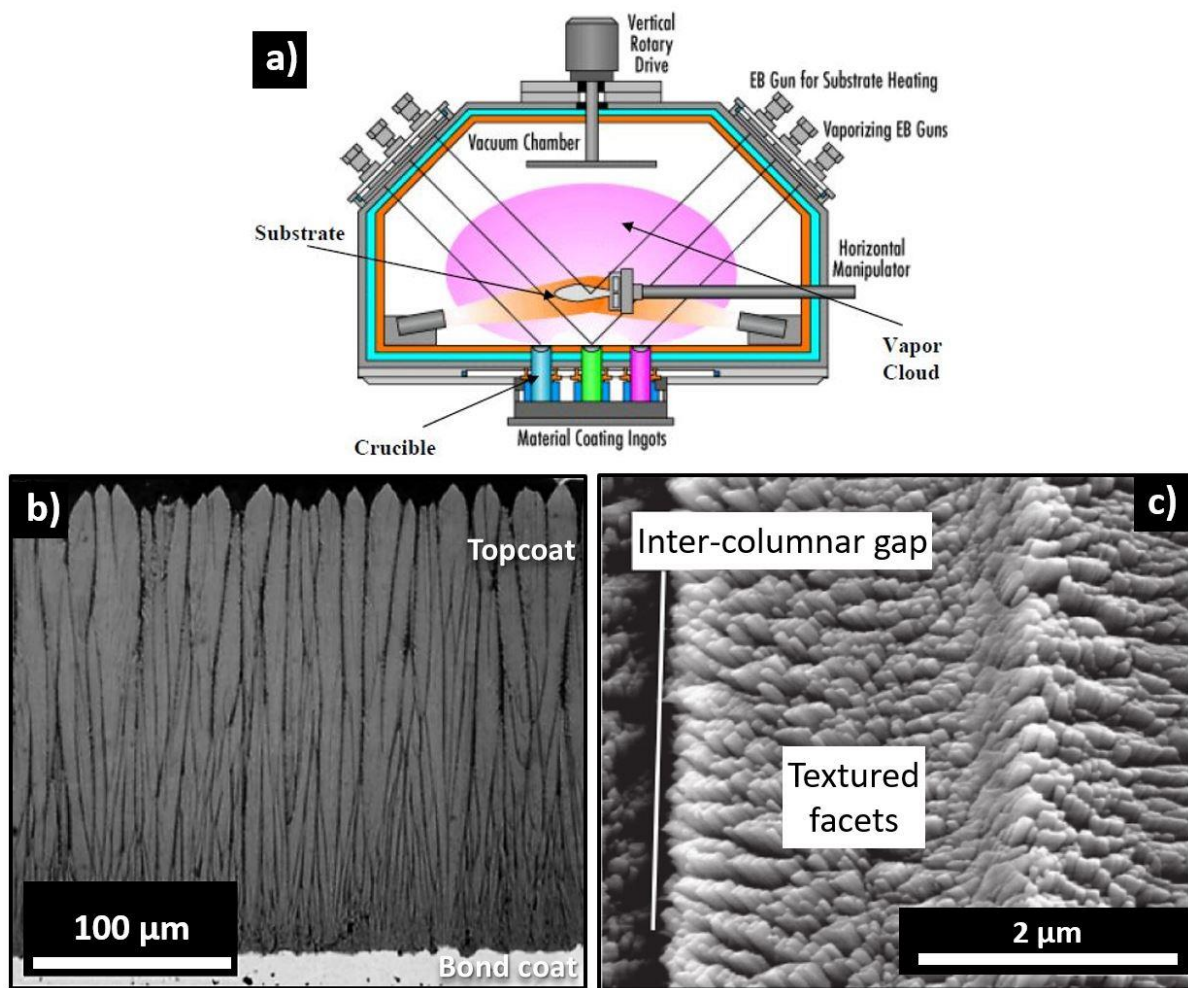 a)
Vertical
Rotary
Drive
EB Gun for Substrate Heating
Vaporizing EB Guns
Vacuum Chamber
Substrate
Horizontal
Manipulator
Vapor
Cloud
Crucible
Material Coating Ingots
b)
Topcoat
100 µm
Bond coat
c)
Inter-columnar gap
Textured
facets
2 µm